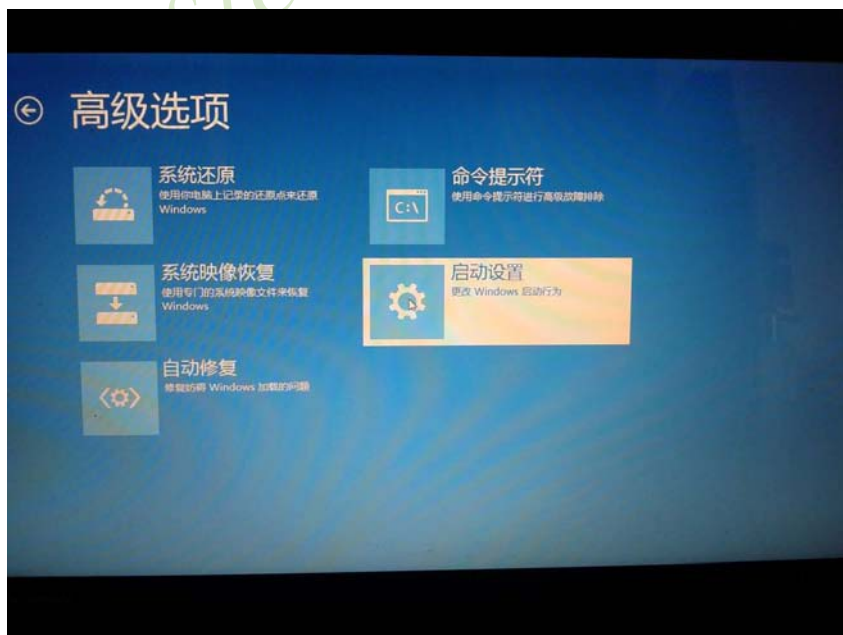 高级选项
系统还原
使用你电脑上记录的还原点来还原
Windows
命令提示符
使用命令提示符进行高级故障排除
C:\
系统映像恢复
使用专门的系统映像文件来恢复
Windows
启动设置
更改 Windows 启动行为
自动修复
修复妨碍 Windows 加载的问题